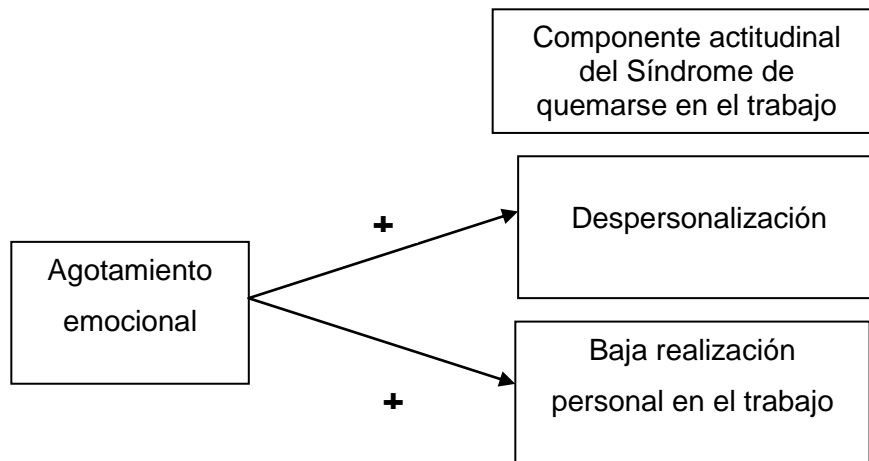 Componente actitudinal
del Síndrome de
quemarse en el trabajo
+
Despersonalización
Agotamiento
emocional
Baja realización
personal en el trabajo
+